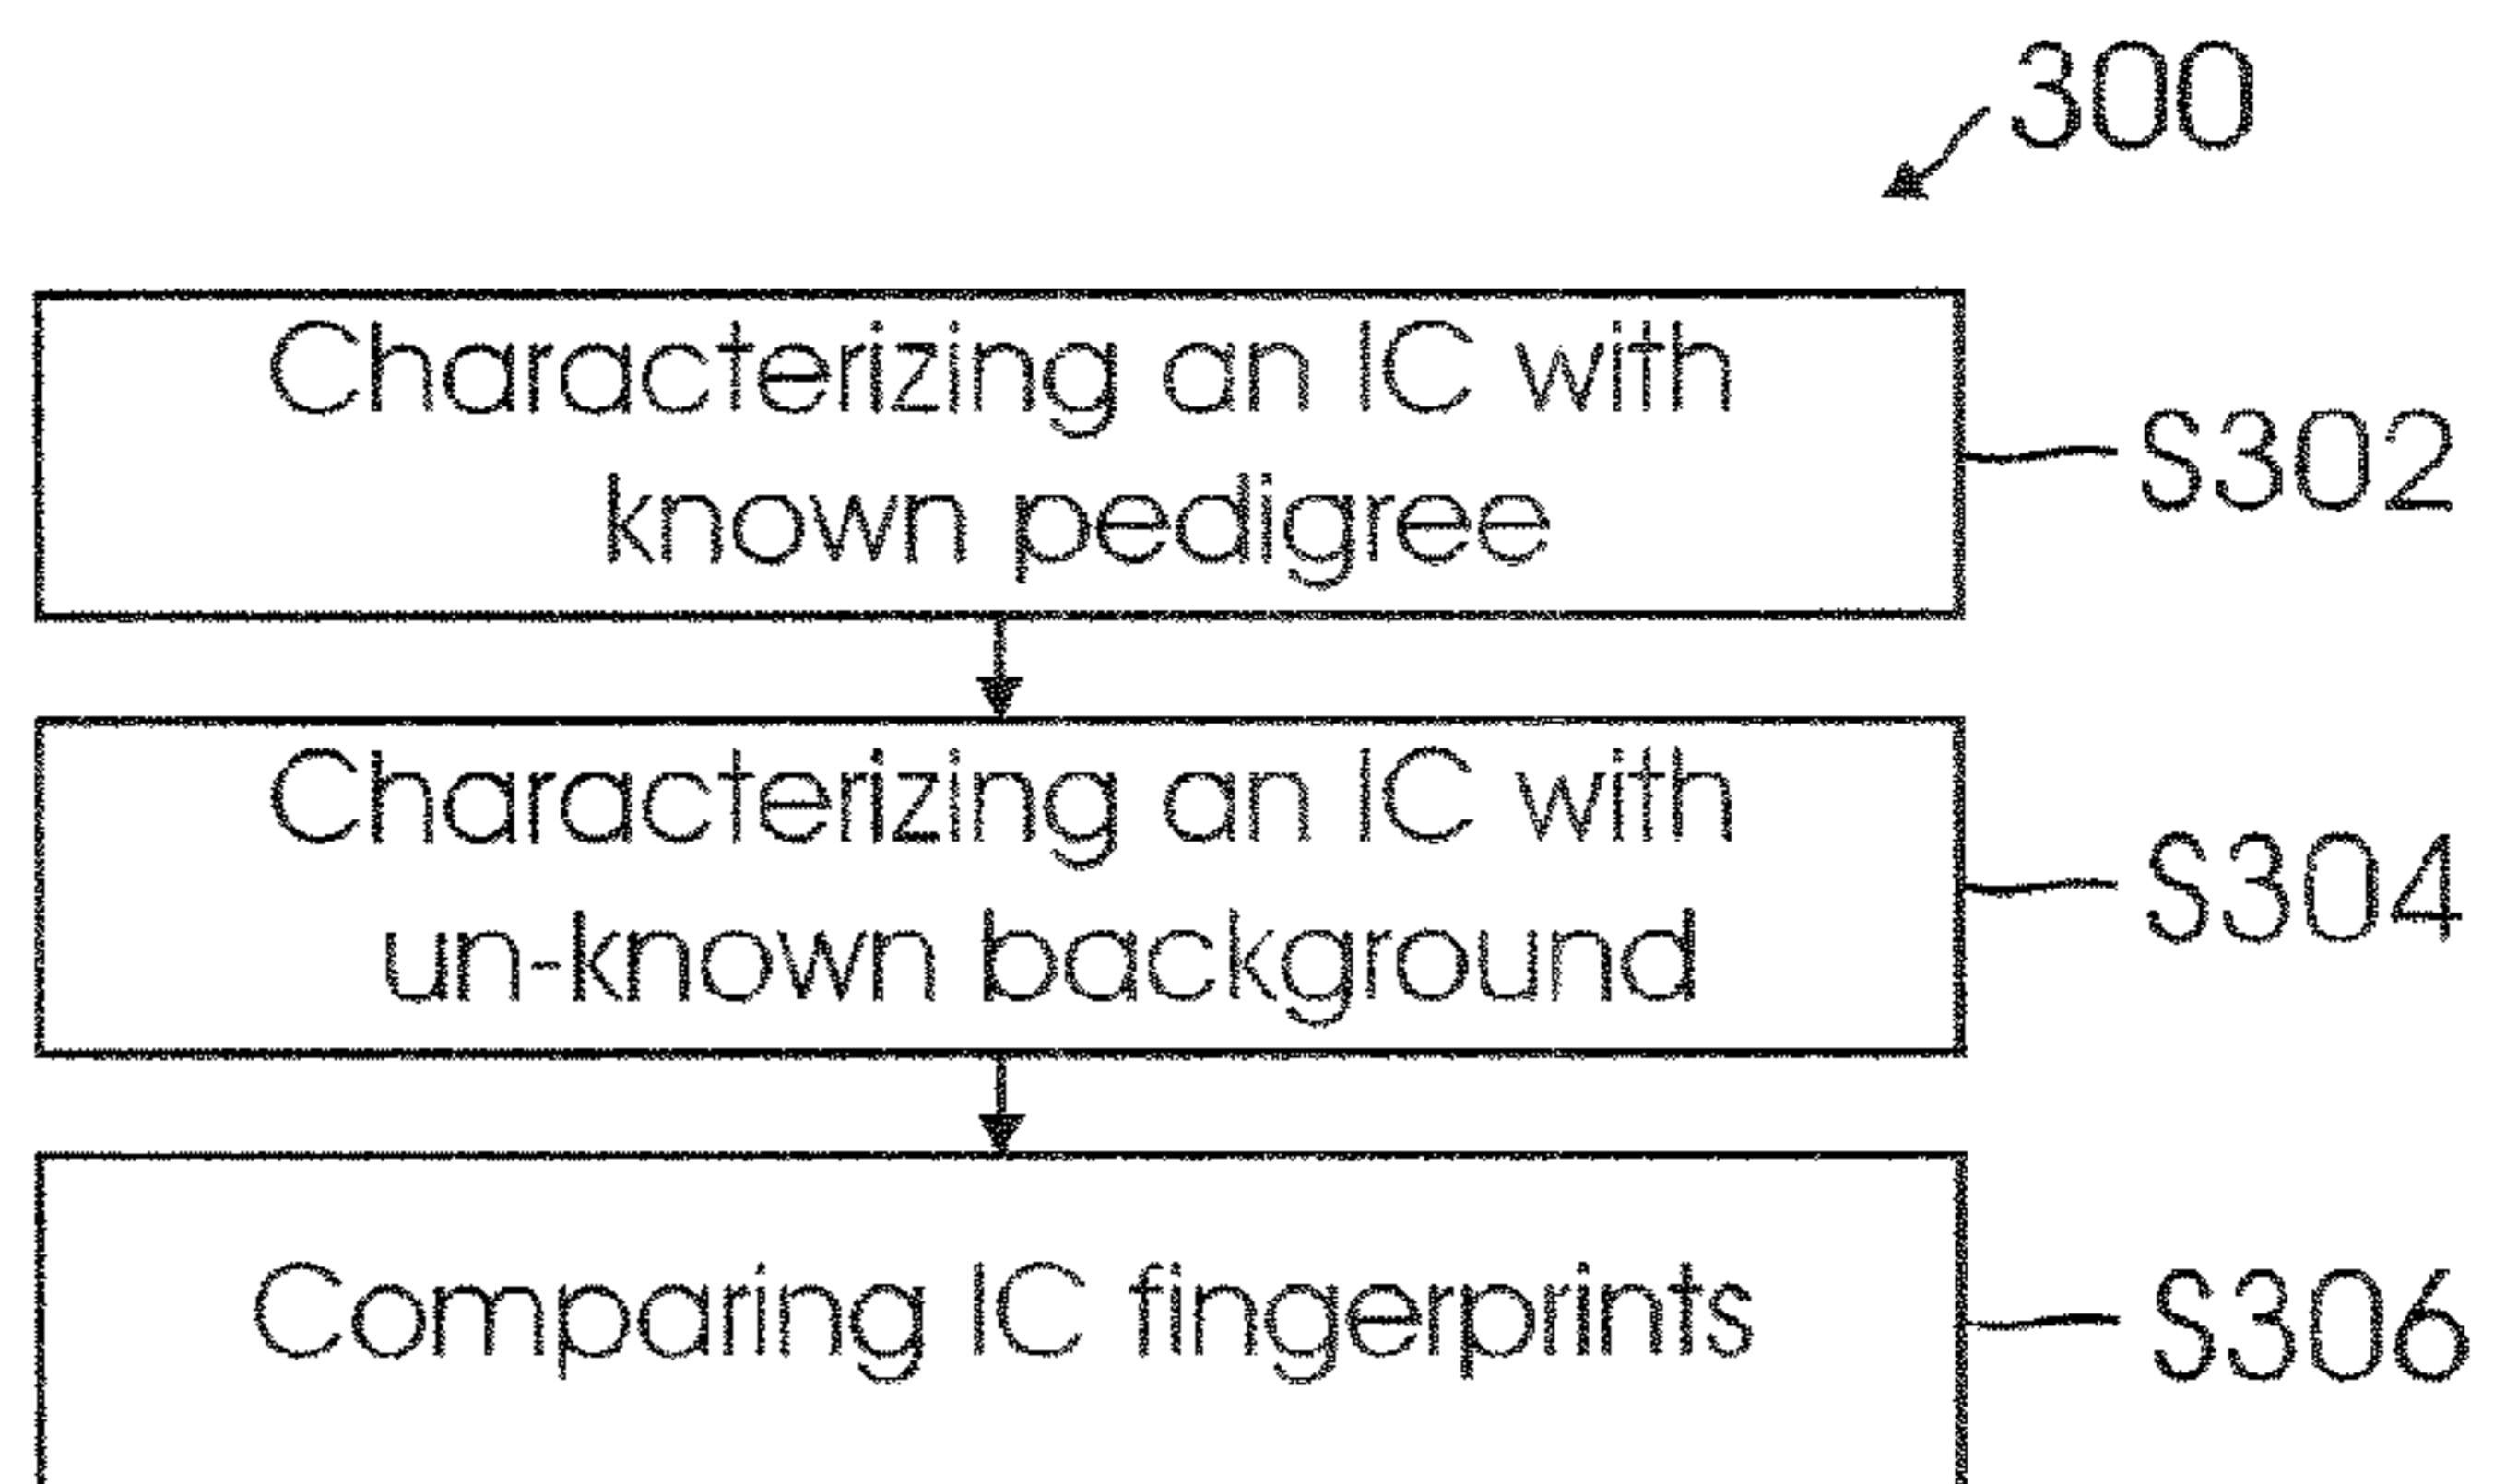 300
Characterizing an IC with
known pedigree
S302
Characterizing an IC with
un-known background
S304
Comparing IC fingerprints
S306